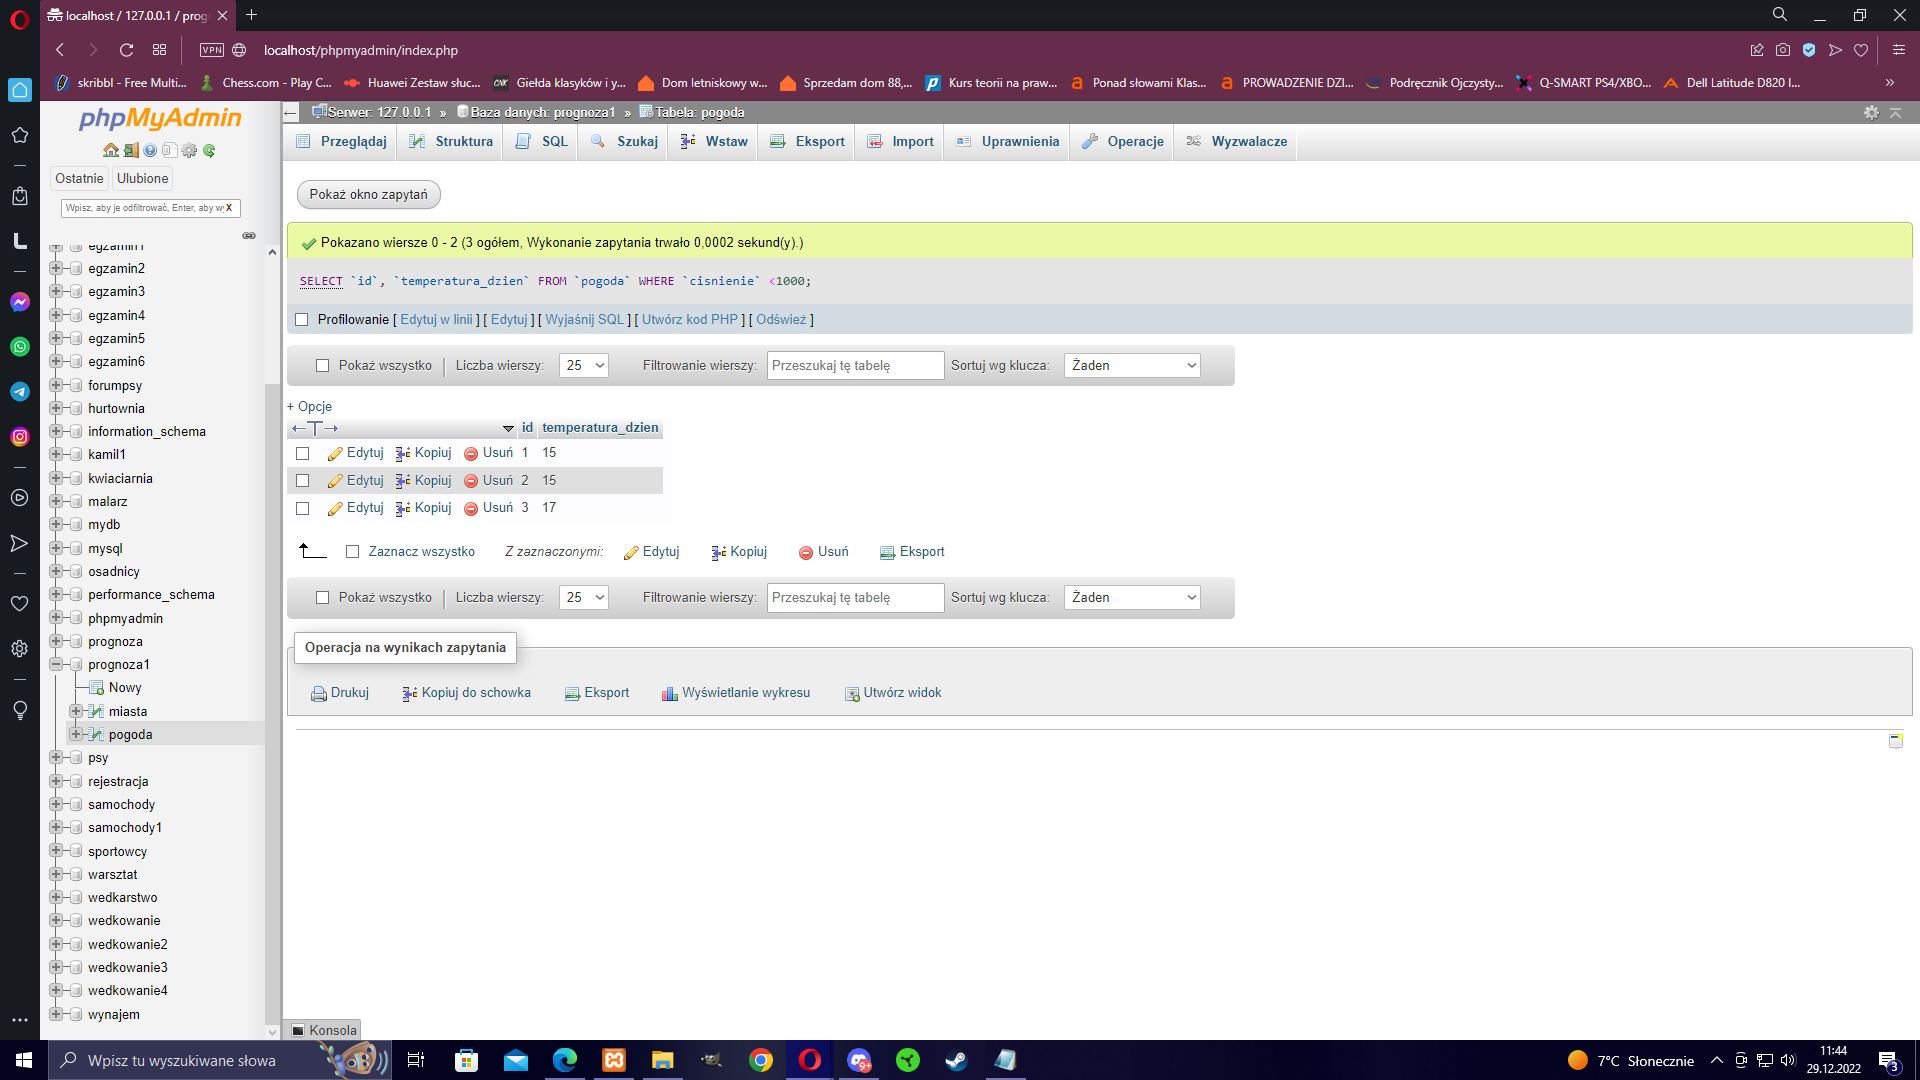 localhost / 127.0.0.1 / prog
VPN
localhost/phpmyadmin/index.php
skribbl - Free Multi...
Chess.com - Play C...
Huawei Zestaw słuc...
Giełda klasyków i y...
Dom letniskowy w...
Sprzedam dom 88,...
Kurs teorii na praw...
Ponad słowami Klas...
PROWADZENIE DZI...
Podręcznik Ojczysty...
Q-SMART PS4/XBO...
Dell Latitude D820 I...
»
phpMyAdmin
Ostatnie
Ulubione
Wpisz, aby je odfiltrować, Enter, aby wy
X
egzamin1
egzamin2
egzamin3
egzamin4
egzamin5
egzamin6
forumpsy
hurtownia
information_schema
kamil1
kwiaciarnia
malarz
mydb
mysql
osadnicy
performance_schema
phpmyadmin
prognoza
prognoza1
Nowy
miasta
pogoda
psy
rejestracja
samochody
samochody1
sportowcy
warsztat
wedkarstwo
wedkowanie
wedkowanie2
wedkowanie3
wedkowanie4
wynajem
Serwer: 127.0.0.1 » Baza danych: prognoza1 » Tabela: pogoda
Przeglądaj
Struktura
SQL
Szukaj
Wstaw
Eksport
Import
Uprawnienia
Operacje
Wyzwalacze
Pokaż okno zapytań
Pokazano wiersze 0 - 2 (3 ogółem, Wykonanie zapytania trwało 0,0002 sekund(y).)
SELECT `id`, `temperatura_dzien` FROM `pogoda` WHERE `cisnienie` <1000;
Profilowanie [ Edytuj w linii ] [ Edytuj ] [ Wyjaśnij SQL ] [ Utwórz kod PHP ] [ Odśwież ]
Pokaż wszystko | Liczba wierszy: 25 Filtrowanie wierszy: Przeszukaj tę tabelę Sortuj wg klucza: Żaden
+ Opcje
←T→ id temperatura_dzien
Edytuj Kopiuj Usuń 1 15
Edytuj Kopiuj Usuń 2 15
Edytuj Kopiuj Usuń 3 17
Zaznacz wszystko Z zaznaczonymi: Edytuj Kopiuj Usuń Eksport
Pokaż wszystko | Liczba wierszy: 25 Filtrowanie wierszy: Przeszukaj tę tabelę Sortuj wg klucza: Żaden
Operacja na wynikach zapytania
Drukuj Kopiuj do schowka Eksport Wyświetlanie wykresu Utwórz widok
Konsola
Wpisz tu wyszukiwane słowa
9+
7°C Słonecznie
11:44
29.12.2022
3